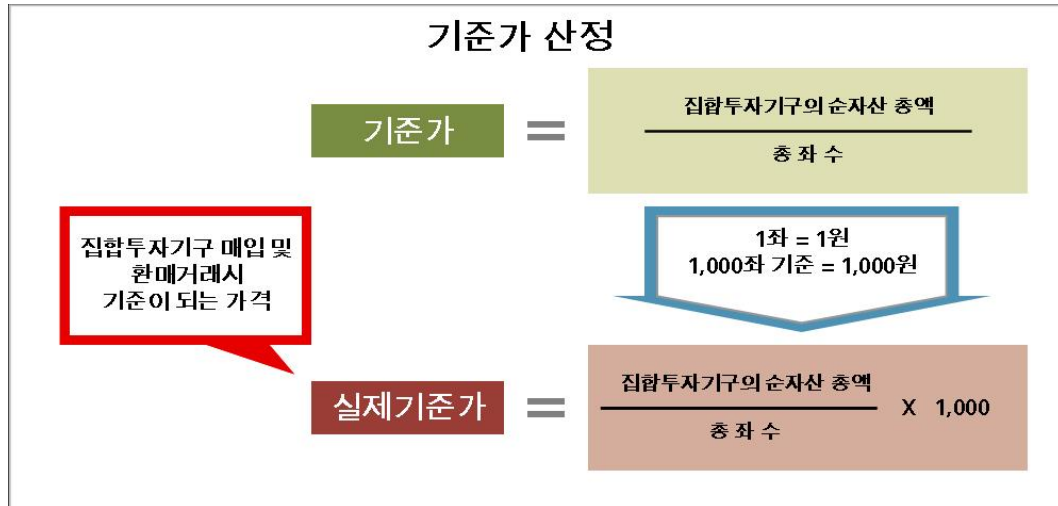 기준가 산정
기준가
=
집합투자기구의 순자산 총액
총 좌 수
집합투자기구 매입 및
환매거래시
기준이 되는 가격
1좌 = 1원
1,000좌 기준 = 1,000원
실제기준가
=
집합투자기구의 순자산 총액
총 좌 수
X 1,000